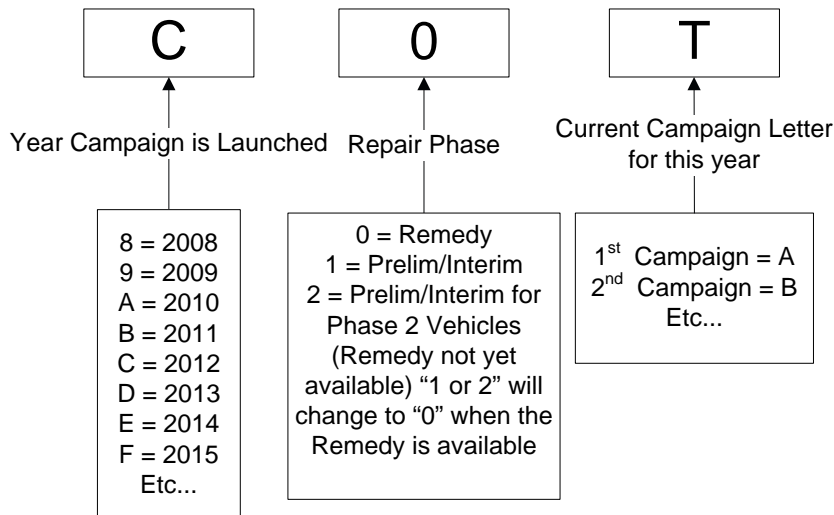 C
0
T
Year Campaign is Launched
Repair Phase
Current Campaign Letter
for this year
8 = 2008
9 = 2009
A = 2010
B = 2011
C = 2012
D = 2013
E = 2014
F = 2015
Etc...
0 = Remedy
1 = Prelim/Interim
2 = Prelim/Interim for
Phase 2 Vehicles
(Remedy not yet
available) “1 or 2” will
change to “0” when the
Remedy is available
1st Campaign = A
2nd Campaign = B
Etc...